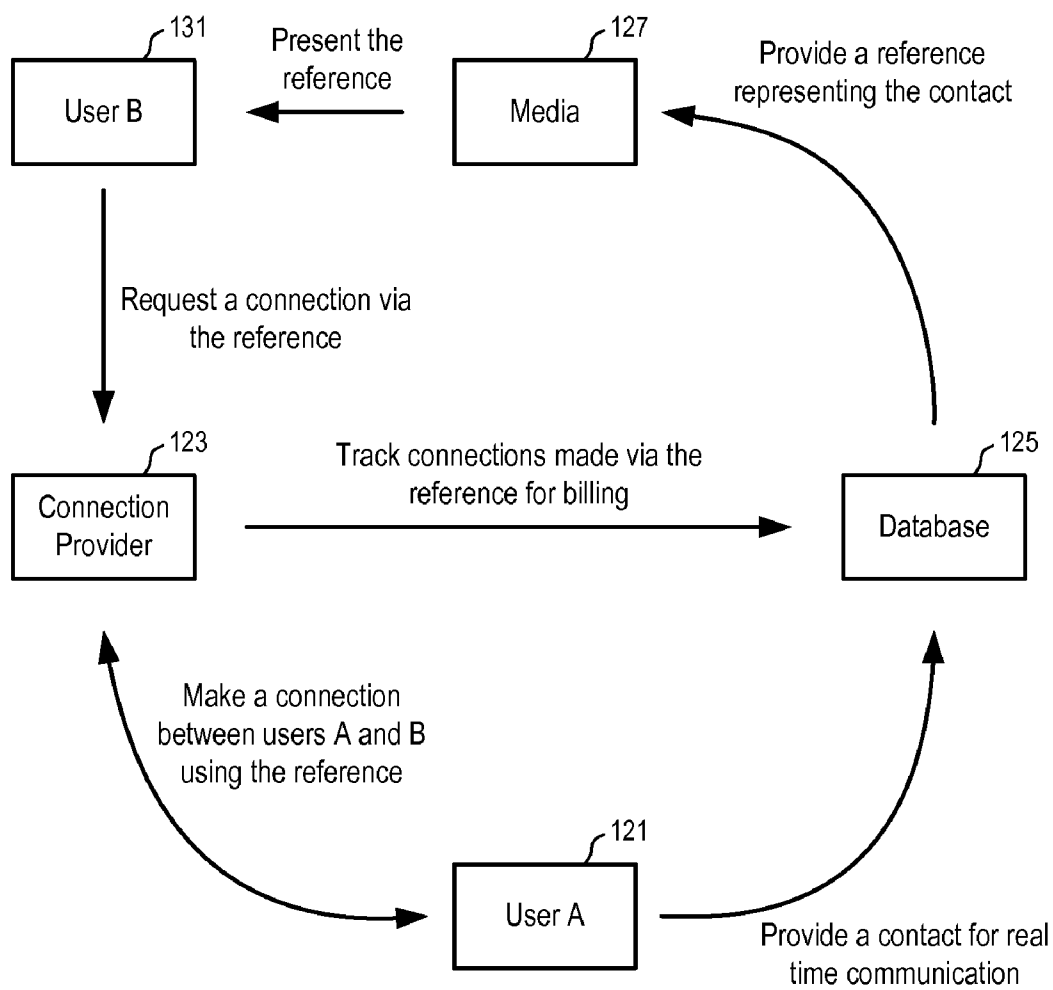 131
User B
Present the
reference
127
Media
Provide a reference
representing the contact
Request a connection via
the reference
123
Connection
Provider
Track connections made via the
reference for billing
125
Database
Make a connection
between users A and B
using the reference
121
User A
Provide a contact for real
time communication